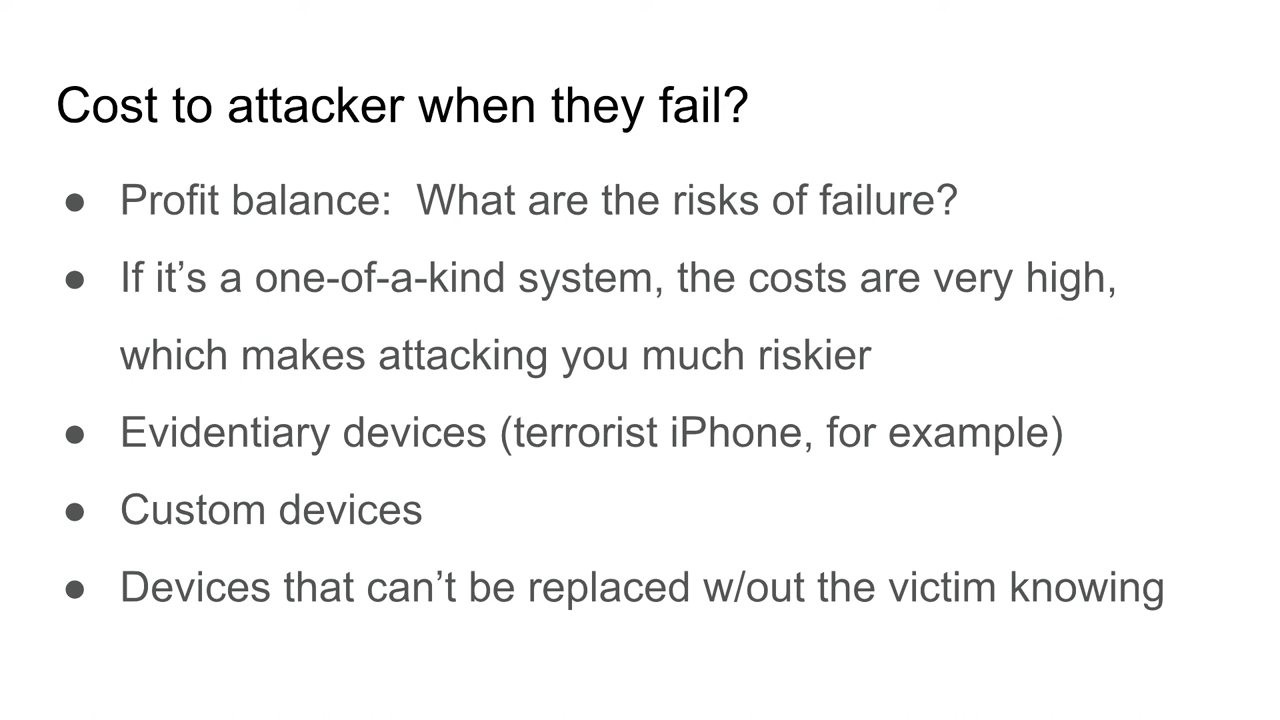 Cost to attacker when they fail?
● Profit balance:  What are the risks of failure?
● If it’s a one-of-a-kind system, the costs are very high,
which makes attacking you much riskier
● Evidentiary devices (terrorist iPhone, for example)
● Custom devices
● Devices that can’t be replaced w/out the victim knowing